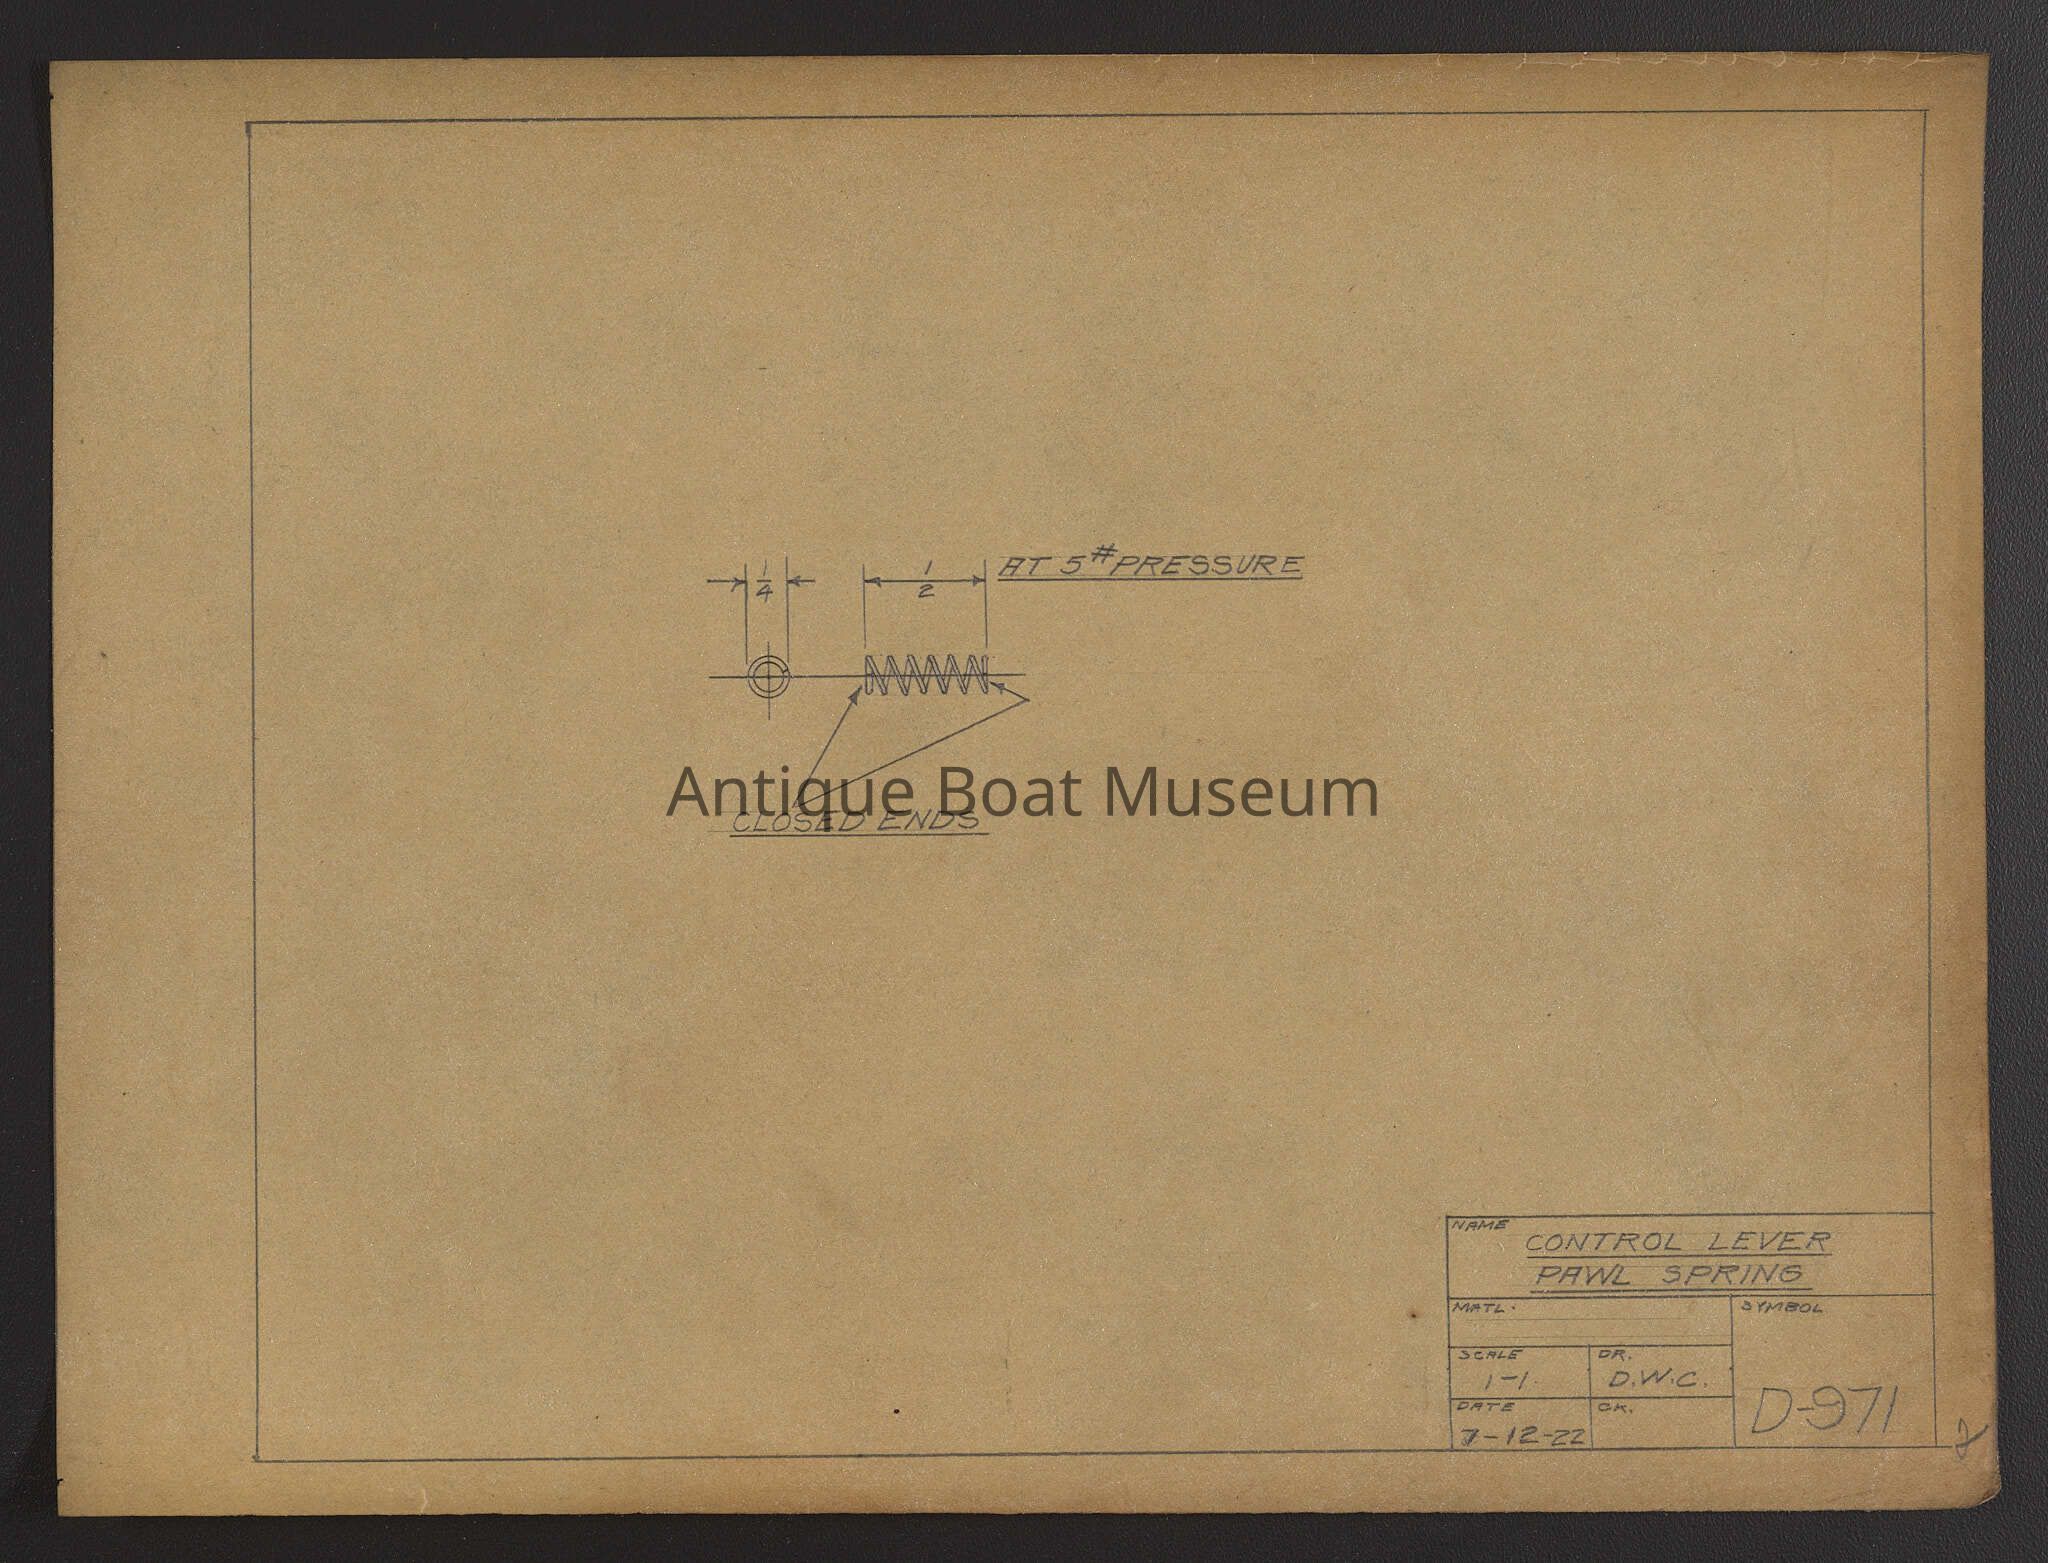 1/4
1/2
AT 5# PRESSURE
Antique Boat Museum
CLOSED ENDS
NAME
CONTROL LEVER
PAWL SPRING
MATL.
SYMBOL
SCALE
1-1.
DR.
D.W.C.
DATE
7-12-22
CK.
D-971